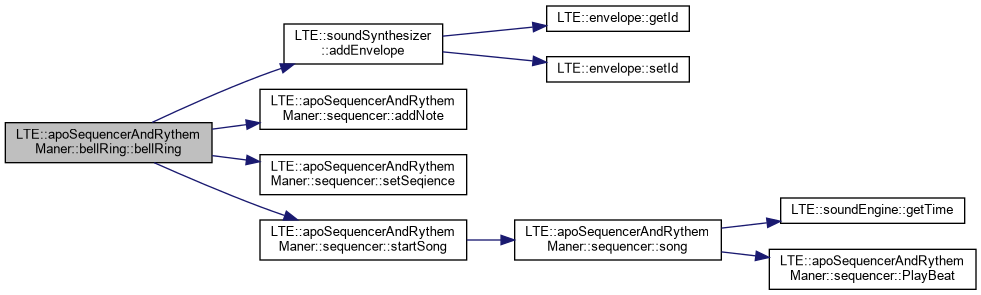 LTE::apoSequencerAndRythem
Maner::bellRing::bellRing
LTE::soundSynthesizer
::addEnvelope
LTE::envelope::getId
LTE::envelope::setId
LTE::apoSequencerAndRythem
Maner::sequencer::addNote
LTE::apoSequencerAndRythem
Maner::sequencer::setSeqience
LTE::apoSequencerAndRythem
Maner::sequencer::startSong
LTE::apoSequencerAndRythem
Maner::sequencer::song
LTE::soundEngine::getTime
LTE::apoSequencerAndRythem
Maner::sequencer::PlayBeat